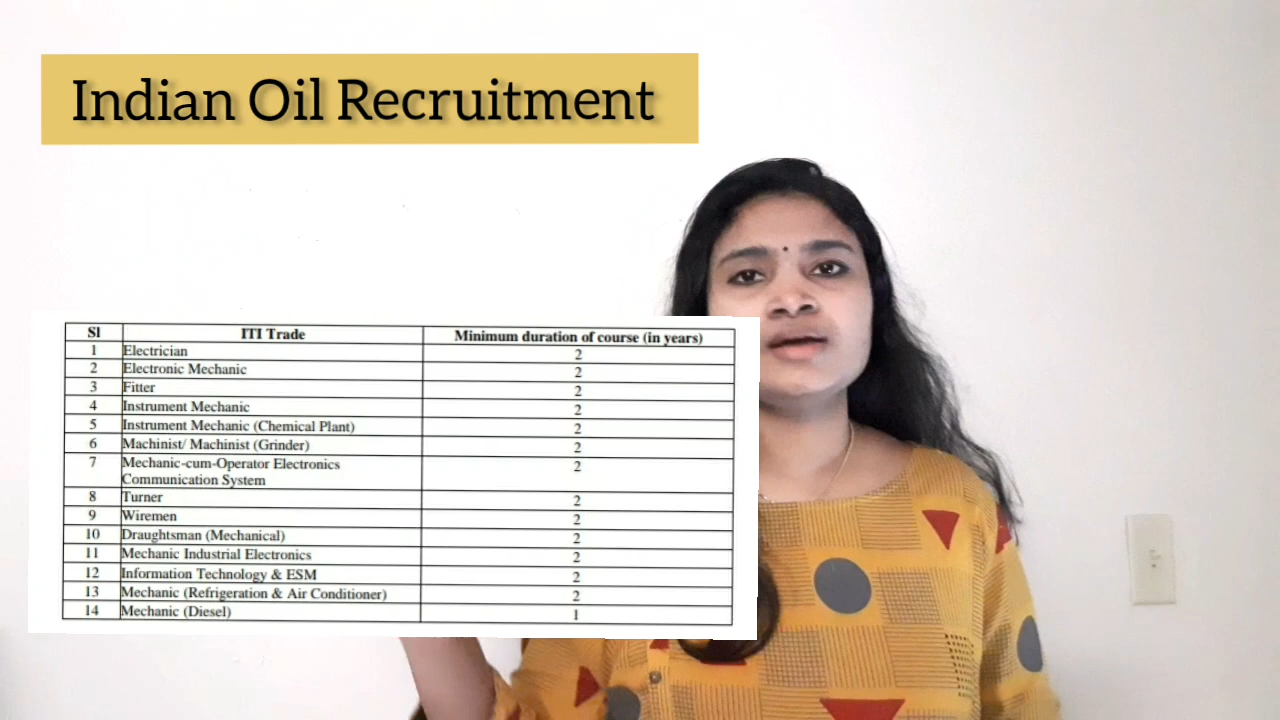 Indian Oil Recruitment
Sl ITI Trade Minimum duration of course (in years)
1 Electrician 2
2 Electronic Mechanic 2
3 Fitter 2
4 Instrument Mechanic 2
5 Instrument Mechanic (Chemical Plant) 2
6 Machinist/ Machinist (Grinder) 2
7 Mechanic-cum-Operator Electronics 2
Communication System
8 Turner 2
9 Wiremen 2
10 Draughtsman (Mechanical) 2
11 Mechanic Industrial Electronics 2
12 Information Technology & ESM 2
13 Mechanic (Refrigeration & Air Conditioner) 2
14 Mechanic (Diesel) 1